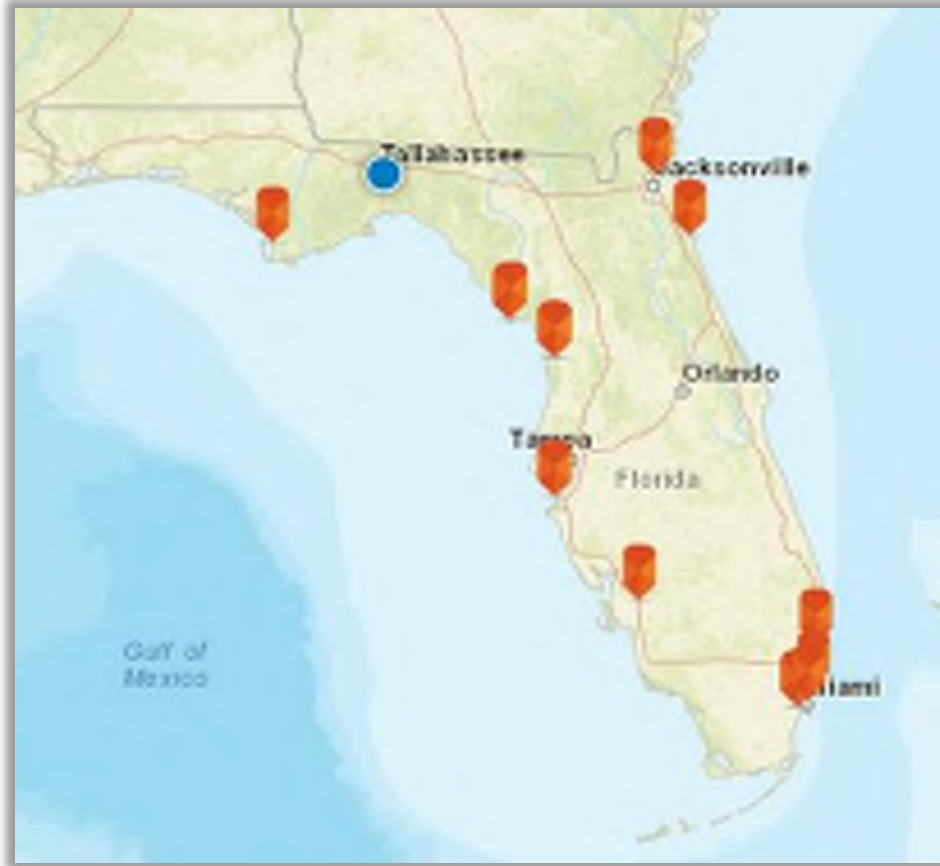 Tallahassee
Jacksonville
Orlando
Tampa
Florida
Gulf of
Mexico
Miami